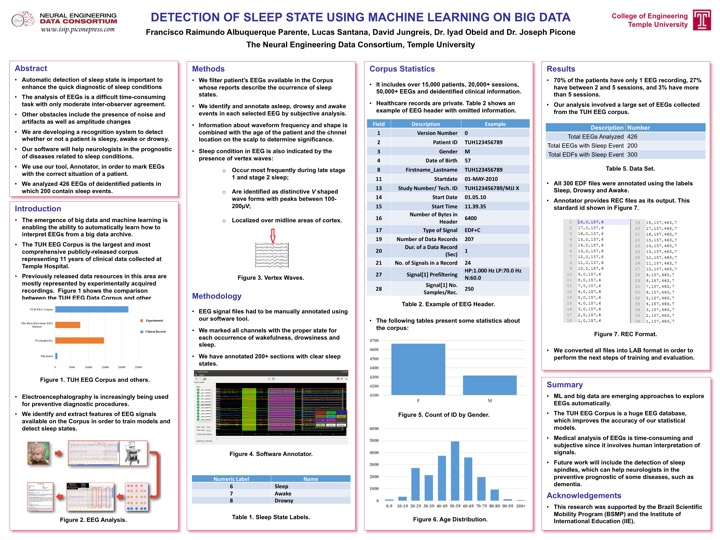 NEURAL ENGINEERING
DATA CONSORTIUM
www.isip.piconepress.com
DETECTION OF SLEEP STATE USING MACHINE LEARNING ON BIG DATA
Francisco Raimundo Albuquerque Parente, Lucas Santana, David Jungreis, Dr. Iyad Obeid and Dr. Joseph Picone
The Neural Engineering Data Consortium, Temple University
College of Engineering
Temple University
Abstract
• Automatic detection of sleep state is important to
enhance the quick diagnostic of sleep conditions
• The analysis of EEGs is a difficult time-consuming
task with only moderate inter-observer agreement.
• Other obstacles include the presence of noise and
artifacts as well as amplitude changes
• We are developing a recognition system to detect
whether or not a patient is sleepy, awake or drowsy.
• Our software will help neurologists in the prognostic
of diseases related to sleep conditions.
• We use our tool, Annotator, in order to mark EEGs
with the correct situation of a patient.
• We analyzed 426 EEGs of deidentified patients in
which 200 contain sleep events.
Introduction
• The emergence of big data and machine learning is
enabling the ability to automatically learn how to
interpret EEGs from a big data archive.
• The TUH EEG Corpus is the largest and most
comprehensive publicly-released corpus
representing 11 years of clinical data collected at
Temple Hospital.
• Previously released data resources in this area are
mostly represented by experimentally acquired
recordings. Figure 1 shows the comparison
between the TUH EEG Data Corpus and other
TUH EEG Corpus
Experimental
Clinical Records
Figure 1. TUH EEG Corpus and others.
• Electroencephalography is increasingly being used
for preventive diagnostic procedures.
• We identify and extract features of EEG signals
available on the Corpus in order to train models and
detect sleep states.
Figure 2. EEG Analysis.
Methods
• We filter patient's EEGs available in the Corpus
whose reports describe the ocurrence of sleep
states.
• We identify and annotate asleep, drowsy and awake
events in each selected EEG by subjective analysis.
• Information about waveform frequency and shape is
combined with the age of the patient and the chnnel
location on the scalp to determine significance.
• Sleep condition in EEG is also indicated by the
presence of vertex waves:
o Occur most frequently during late stage
1 and stage 2 sleep;
o Are identified as distinctive V shaped
wave forms with peaks between 100-
200μV;
o Localized over midline areas of cortex.
Figure 3. Vertex Waves.
Methodology
• EEG signal files had to be manually annotated using
our software tool.
• We marked all channels with the proper state for
each occurrence of wakefulness, drowsiness and
sleep.
• We have annotated 200+ sections with clear sleep
states.
Figure 4. Software Annotator.
Numeric Label Name
6 Sleep
7 Awake
8 Drowsy
Table 1. Sleep State Labels.
Corpus Statistics
• It includes over 15,000 patients, 20,000+ sessions,
50,000+ EEGs and deidentified clinical information.
• Healthcare records are private. Table 2 shows an
example of EEG header with omitted information.
Field Description Example
1 Version Number 0
2 Patient ID TUH123456789
3 Gender M
4 Date of Birth 57
8 Firstname_Lastname TUH123456789
11 Startdate 01-MAY-2010
13 Study Number/ Tech. ID TUH123456789/MJJ X
14 Start Date 01.05.10
15 Start Time 11.39.35
16 Number of Bytes in
Header 6400
17 Type of Signal EDF+C
19 Number of Data Records 207
20 Dur. of a Data Record
(Sec) 1
21 No. of Signals in a Record 24
27 Signal[1] Prefiltering HP:1.000 Hz LP:70.0 Hz
N:60.0
28 Signal[1] No.
Samples/Rec. 250
Table 2. Example of EEG Header.
• The following tables present some statistics about
the corpus:
4700
4600
4500
4400
4300
4200
4100
F M
Figure 5. Count of ID by Gender.
6000
5000
4000
3000
2000
1000
0
0-9 10-19 20-29 30-39 40-49 50-59 60-69 70-79 80-89 90-99 100+
Figure 6. Age Distribution.
Results
• 70% of the patients have only 1 EEG recording, 27%
have between 2 and 5 sessions, and 3% have more
than 5 sessions.
• Our analysis involved a large set of EEGs collected
from the TUH EEG corpus.
Description Number
Total EEGs Analyzed 426
Total EEGs with Sleep Event 200
Total EDFs with Sleep Event 300
Table 5. Data Set.
• All 300 EDF files were annotated using the labels
Sleep, Drowsy and Awake.
• Annotator provides REC files as its output. This
stardard id shown in Figure 7.
Figure 7. REC Format.
• We converted all files into LAB format in order to
perform the next steps of training and evaluation.
Summary
• ML and big data are emerging approaches to explore
EEGs automatically.
• The TUH EEG Corpus is a huge EEG database,
which improves the accuracy of our statistical
models.
• Medical analysis of EEGs is time-consuming and
subjective since it involves human interpretation of
signals.
• Future work will include the detection of sleep
spindles, which can help neurologists in the
preventive prognostic of some diseases, such as
dementia.
Acknowledgements
• This research was supported by the Brazil Scientific
Mobility Program (BSMP) and the Institute of
International Education (IIE).